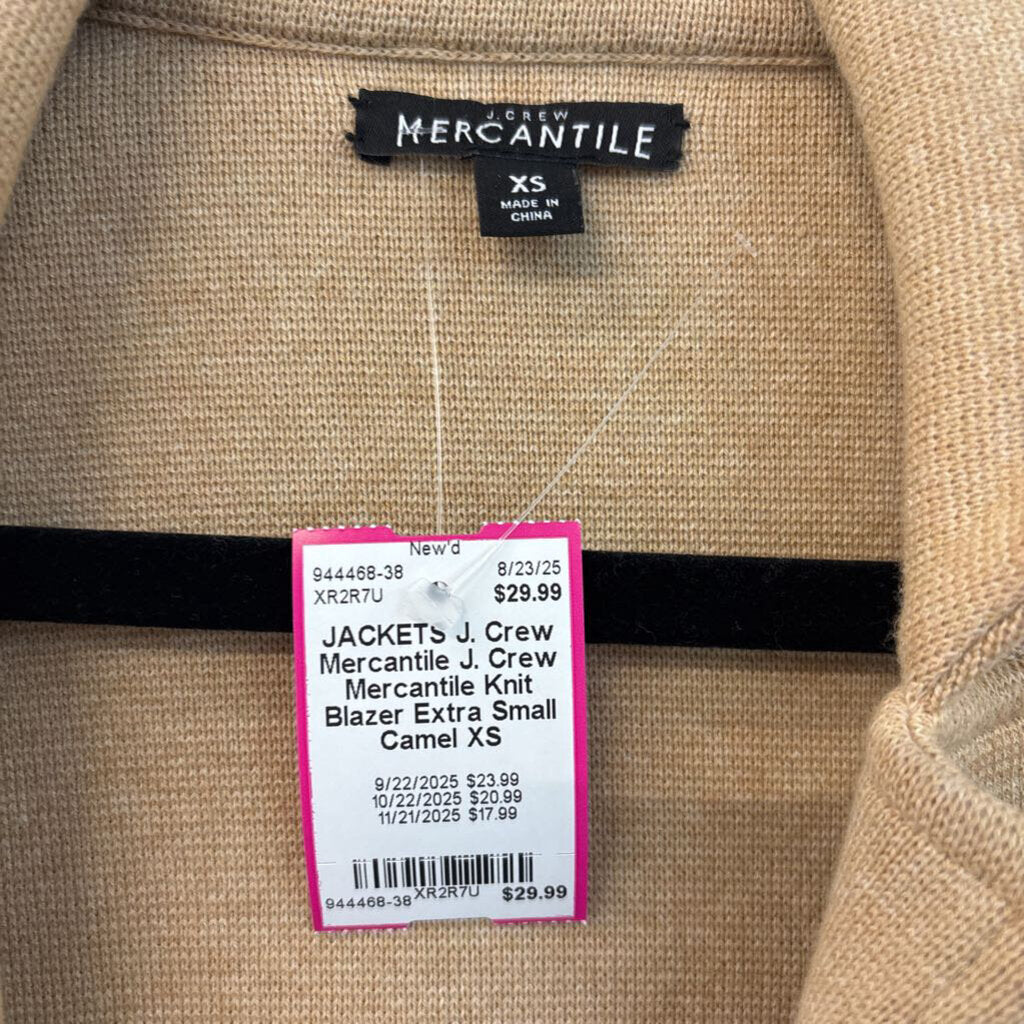 J.CREW
MERCANTILE
XS
MADE IN
CHINA
New'd
944468-38 8/23/25
XR2R7U $29.99
JACKETS J. Crew
Mercantile J. Crew
Mercantile Knit
Blazer Extra Small
Camel XS
9/22/2025 $23.99
10/22/2025 $20.99
11/21/2025 $17.99
944468-38 XR2R7U $29.99